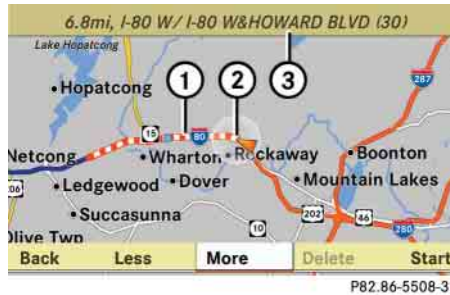 6.8mi, I-80 W/ I-80 W&HOWARD BLVD (30)
Lake Hopatcong
1 2 3
287
•Hopatcong
15 80
Netcong •Wharton •Rockaway •Boonton
206 •Ledgewood •Dover •Mountain Lakes
•Succasunna 202 46
10 280
Olive Twp
Back Less More Delete Start
P82.86-5508-3